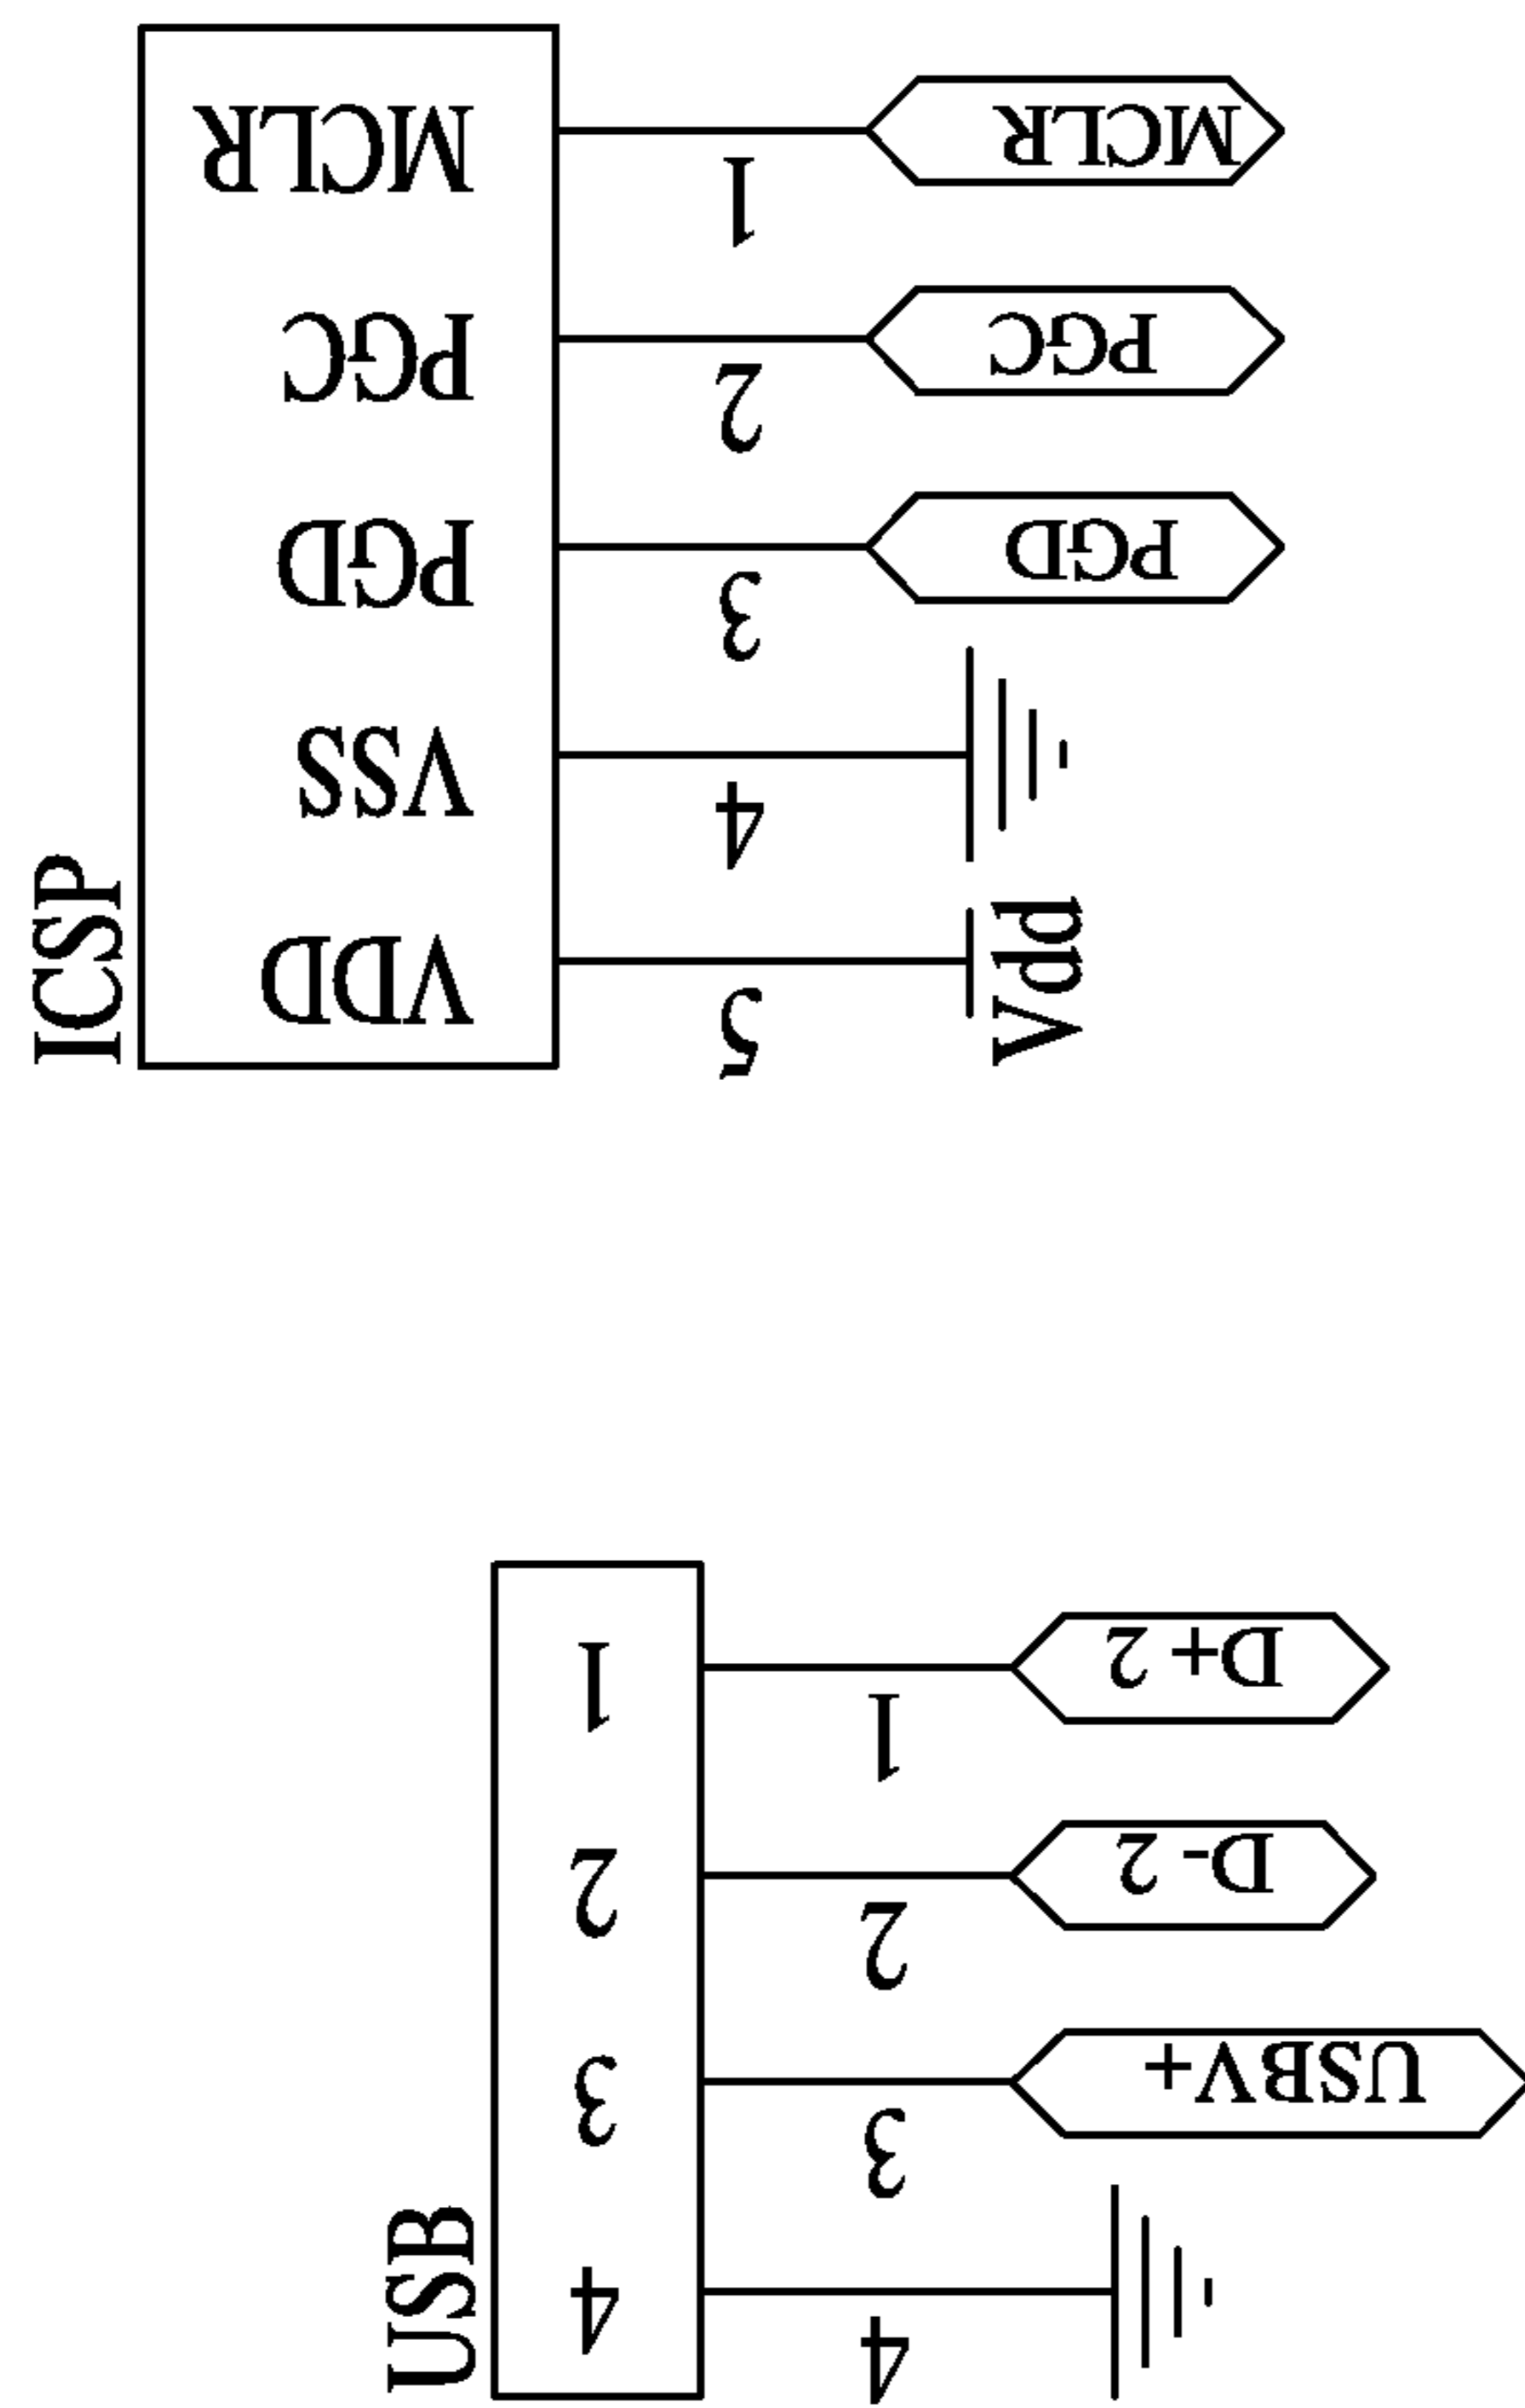 ICSP
MCLR 1 MCLR
PGC 2 PGC
PGD 3 PGD
VSS 4
VDD 5 Vdd
USB
1 1 D+ 2
2 2 D- 2
3 3 USBV+
4 4